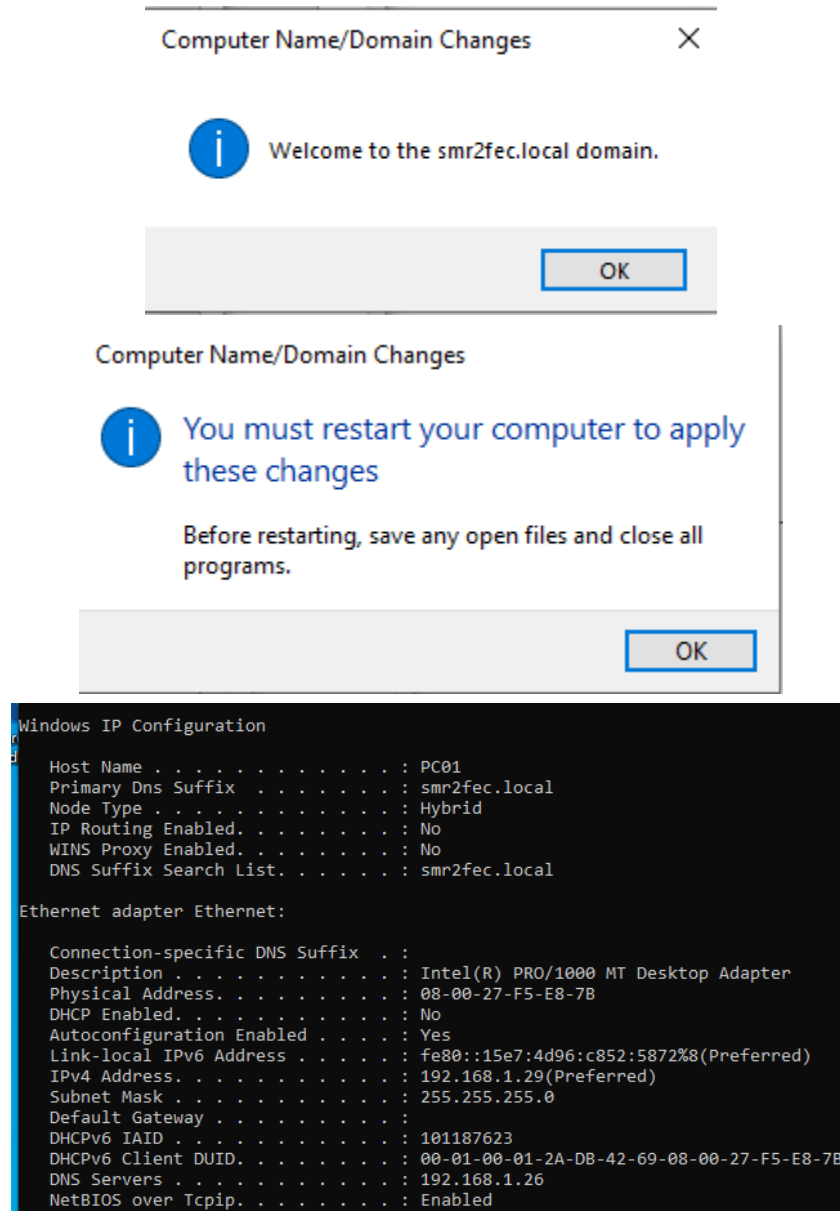 Computer Name/Domain Changes
Welcome to the smr2fec.local domain.
OK
Computer Name/Domain Changes
You must restart your computer to apply
these changes
Before restarting, save any open files and close all
programs.
OK
Windows IP Configuration
Host Name . . . . . . . . . . . . : PC01
Primary Dns Suffix  . . . . . . . : smr2fec.local
Node Type . . . . . . . . . . . . : Hybrid
IP Routing Enabled. . . . . . . . : No
WINS Proxy Enabled. . . . . . . . : No
DNS Suffix Search List. . . . . . : smr2fec.local
Ethernet adapter Ethernet:
Connection-specific DNS Suffix  . :
Description . . . . . . . . . . . : Intel(R) PRO/1000 MT Desktop Adapter
Physical Address. . . . . . . . . : 08-00-27-F5-E8-7B
DHCP Enabled. . . . . . . . . . . : No
Autoconfiguration Enabled . . . . : Yes
Link-local IPv6 Address . . . . . : fe80::15e7:4d96:c852:5872%8(Preferred)
IPv4 Address. . . . . . . . . . . : 192.168.1.29(Preferred)
Subnet Mask . . . . . . . . . . . : 255.255.255.0
Default Gateway . . . . . . . . . :
DHCPv6 IAID . . . . . . . . . . . : 101187623
DHCPv6 Client DUID. . . . . . . . : 00-01-00-01-2A-DB-42-69-08-00-27-F5-E8-7B
DNS Servers . . . . . . . . . . . : 192.168.1.26
NetBIOS over Tcpip. . . . . . . . : Enabled